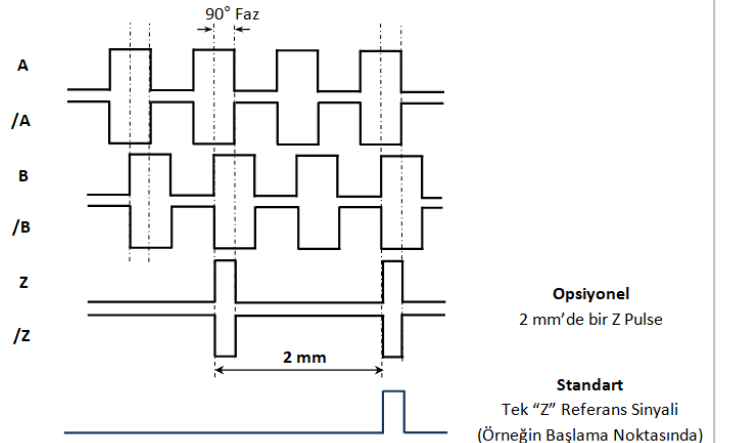 90° Faz
A
/A
B
/B
Z
/Z
2 mm
Opsiyonel
2 mm'de bir Z Pulse
Standart
Tek “Z” Referans Sinyali
(Örneğin Başlama Noktasında)